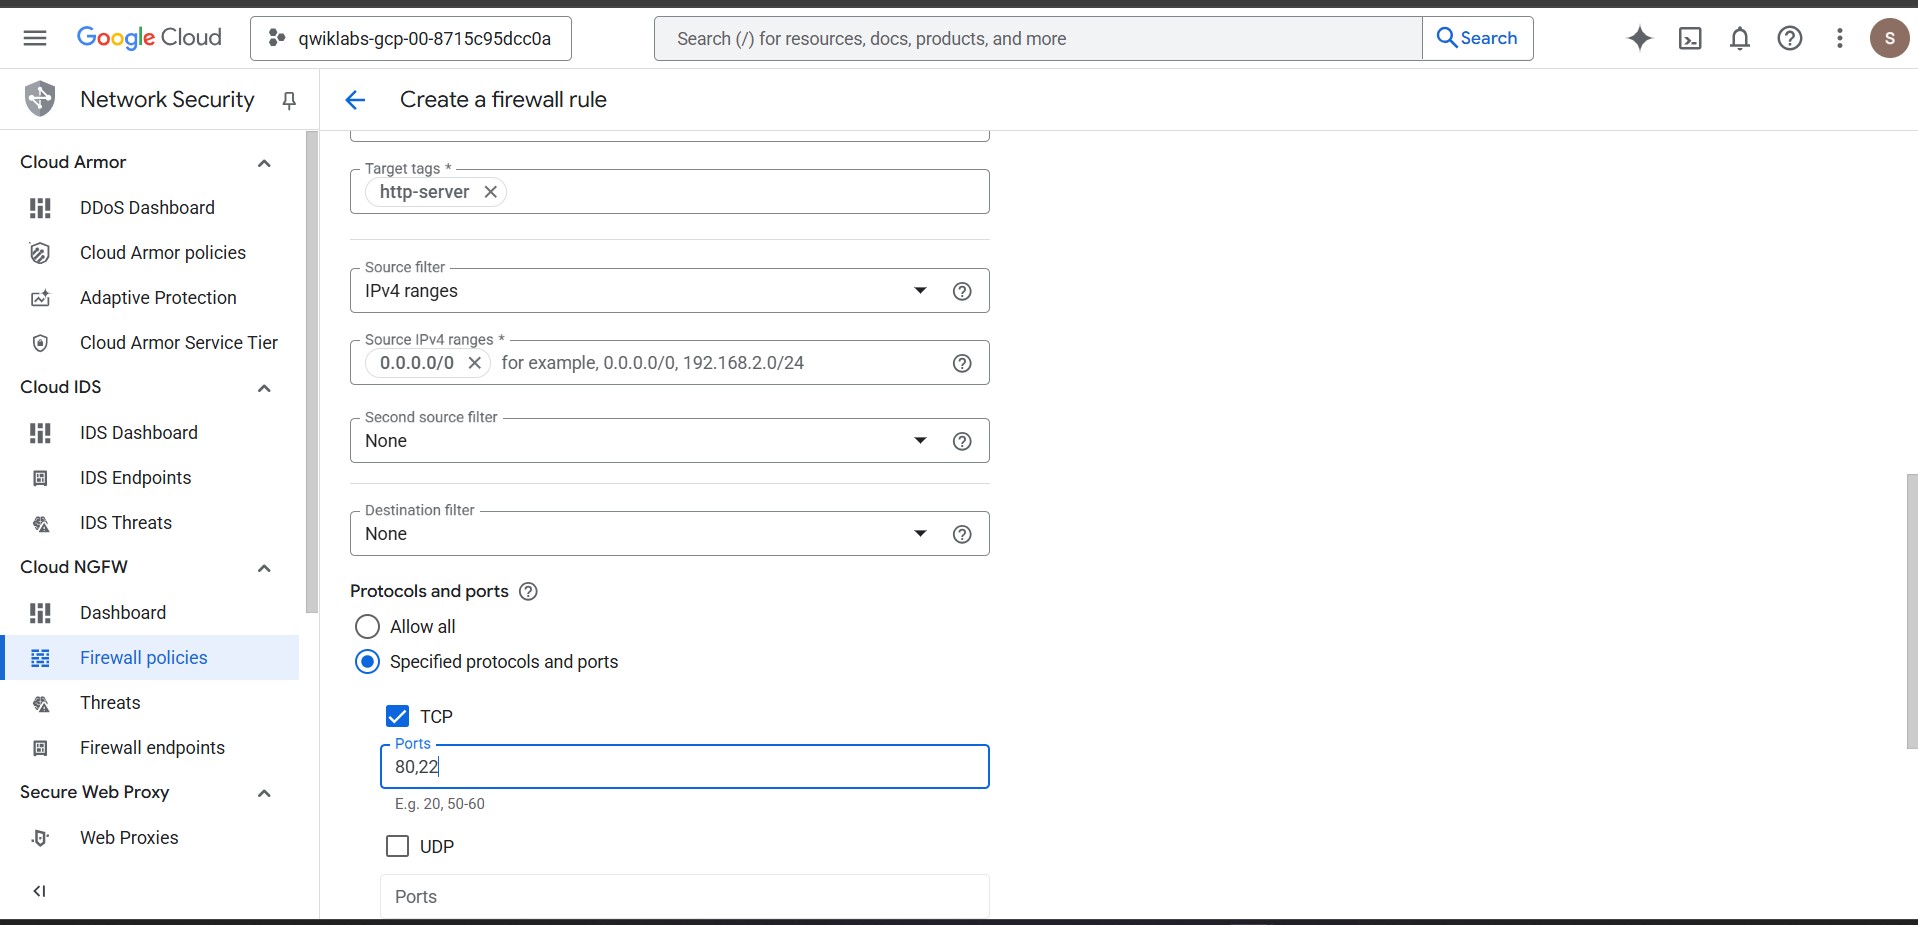 Google Cloud
qwiklabs-gcp-00-8715c95dcc0a
Search (/) for resources, docs, products, and more
Search
S
Network Security
Create a firewall rule
Cloud Armor
DDoS Dashboard
Cloud Armor policies
Adaptive Protection
Cloud Armor Service Tier
Cloud IDS
IDS Dashboard
IDS Endpoints
IDS Threats
Cloud NGFW
Dashboard
Firewall policies
Threats
Firewall endpoints
Secure Web Proxy
Web Proxies
Target tags *
http-server
Source filter
IPv4 ranges
Source IPv4 ranges *
0.0.0.0/0 for example, 0.0.0.0/0, 192.168.2.0/24
Second source filter
None
Destination filter
None
Protocols and ports
Allow all
Specified protocols and ports
TCP
Ports
80,22
E.g. 20, 50-60
UDP
Ports